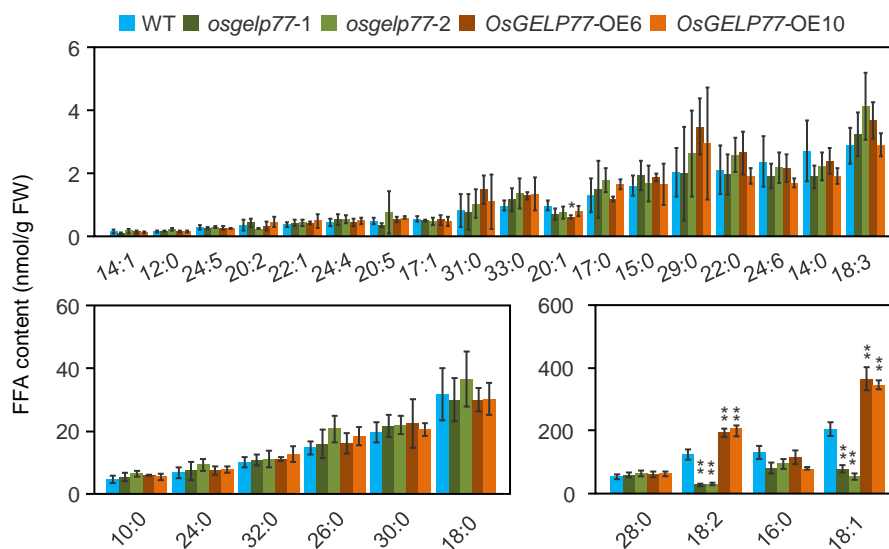 WT osgelp77-1 osgelp77-2 OsGELP77-OE6 OsGELP77-OE10
FFA content (nmol/g FW)
6
4
2
0
*
14:1 12:0 24:5 20:2 22:1 24:4 20:5 17:1 31:0 33:0 20:1 17:0 15:0 29:0 22:0 24:6 14:0 18:3
60
40
20
0
10:0 24:0 32:0 26:0 30:0 18:0
600
400
200
0
** ** ** ** ** ** ** **
28:0 18:2 16:0 18:1